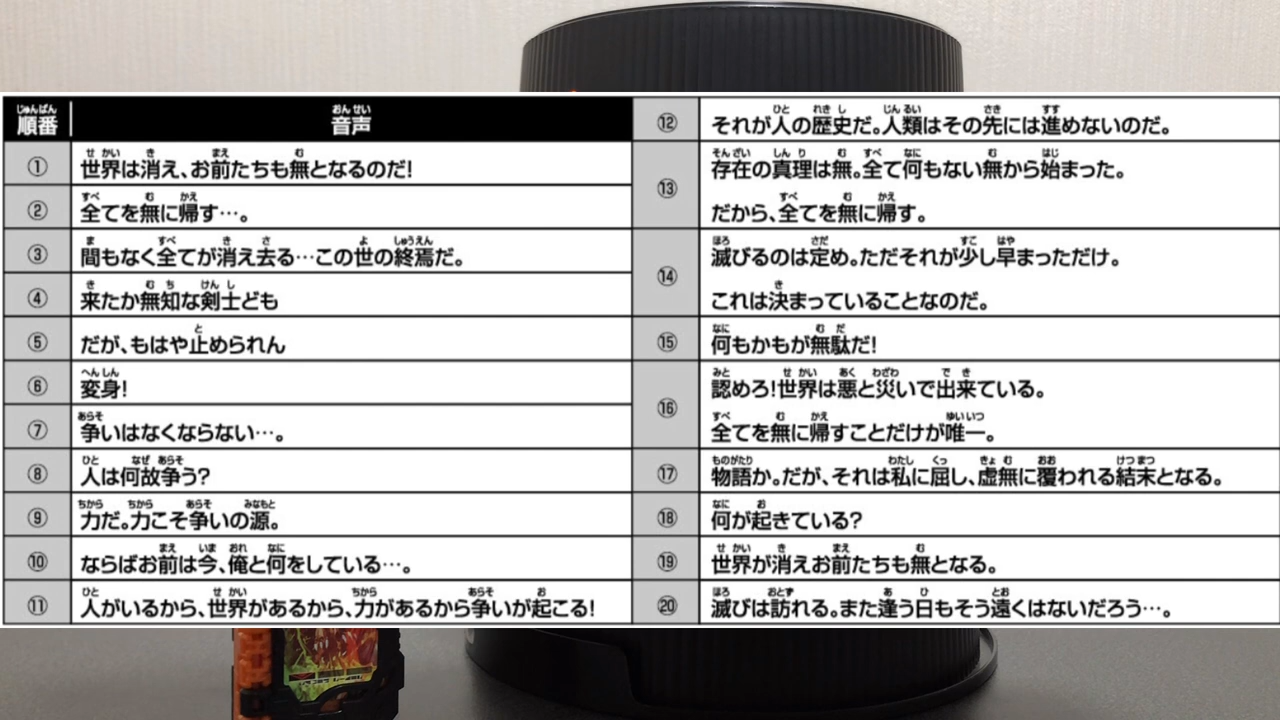 順番 音声
① 世界は消え、お前たちも無となるのだ!
② 全てを無に帰す…。
③ 間もなく全てが消え去る…この世の終焉だ。
④ 来たか無知な剣士ども
⑤ だが、もはや止められん
⑥ 変身!
⑦ 争いはなくならない…。
⑧ 人は何故争う?
⑨ 力だ。力こそ争いの源。
⑩ ならばお前は今、俺と何をしている…。
⑪ 人がいるから、世界があるから、力があるから争いが起こる!
⑫ それが人の歴史だ。人類はその先には進めないのだ。
⑬ 存在の真理は無。全て何もない無から始まった。
だから、全てを無に帰す。
⑭ 滅びるのは定め。ただそれが少し早まっただけ。
これは決まっていることなのだ。
⑮ 何もかもが無駄だ!
⑯ 認めろ!世界は悪と災いで出来ている。
全てを無に帰すことだけが唯一。
⑰ 物語か。だが、それは私に屈し、虚無に覆われる結末となる。
⑱ 何が起きている?
⑲ 世界が消えお前たちも無となる。
⑳ 滅びは訪れる。また逢う日もそう遠くはないだろう…。